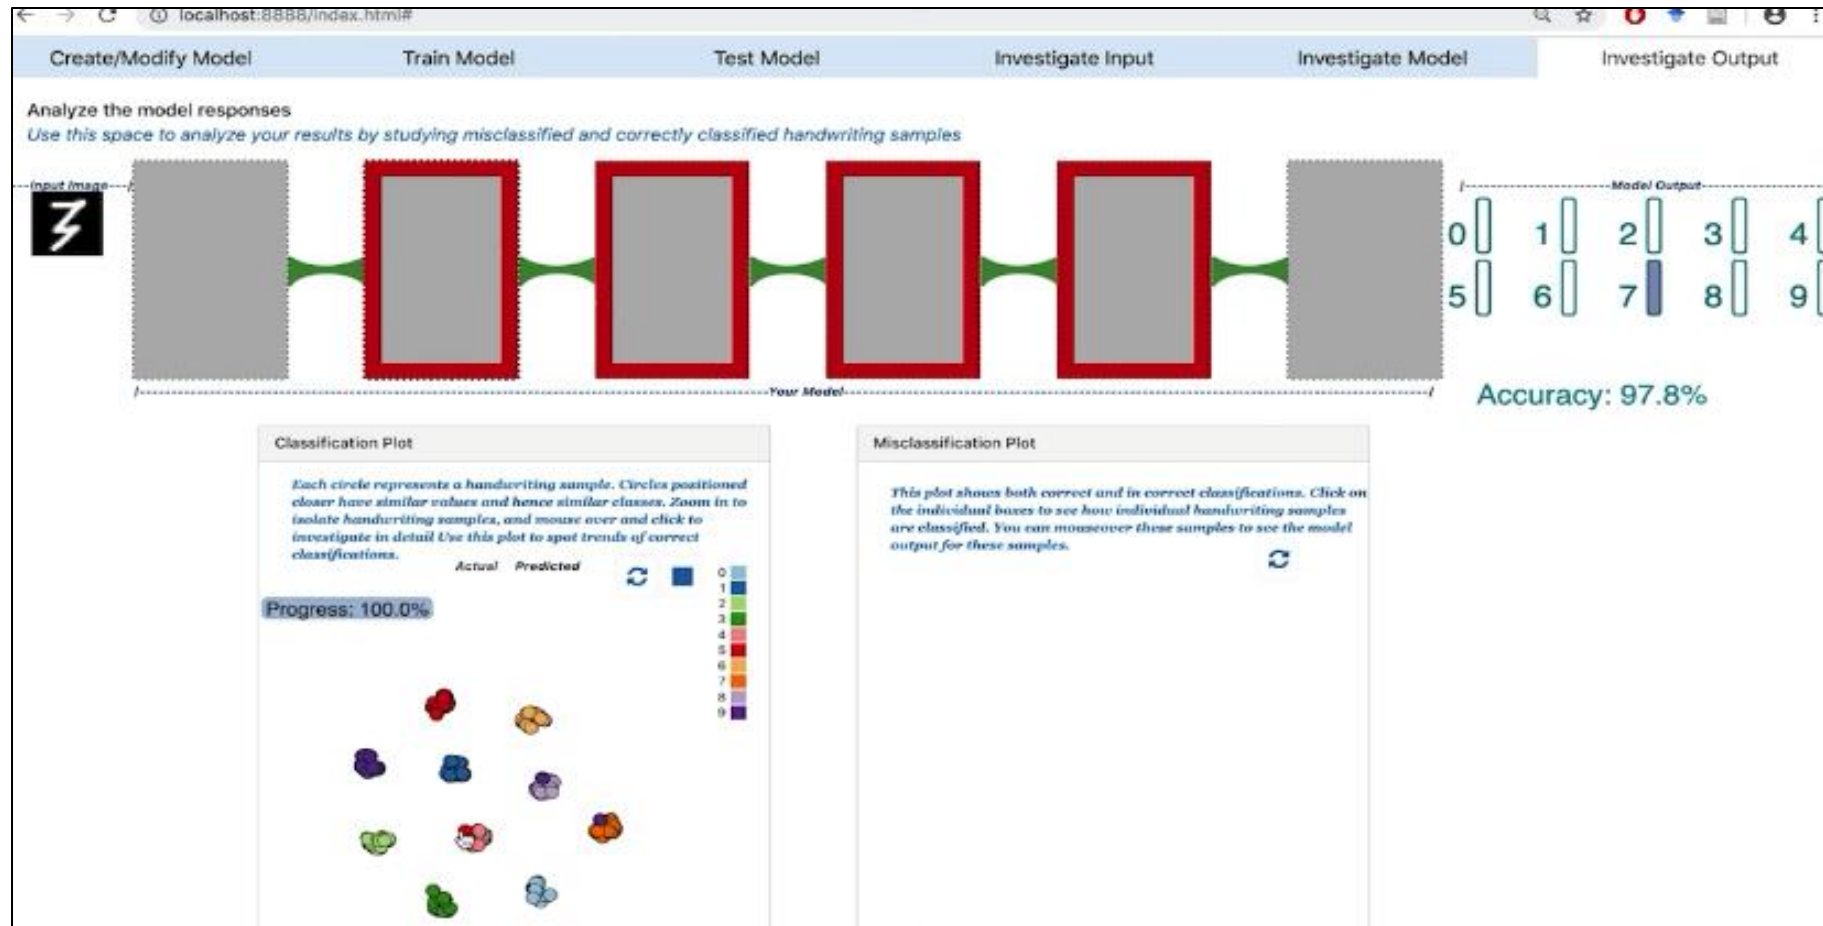 localhost:8888/index.html#
Create/Modify Model Train Model Test Model Investigate Input Investigate Model Investigate Output
Analyze the model responses
Use this space to analyze your results by studying misclassified and correctly classified handwriting samples
Input Image
Model Output
0 1 2 3 4
5 6 7 8 9
Your Model
Accuracy: 97.8%
Classification Plot
Each circle represents a handwriting sample. Circles positioned
closer have similar values and hence similar classes. Zoom in to
isolate handwriting samples, and mouse over and click to
investigate in detail Use this plot to spot trends of correct
classifications.
Actual Predicted
0
1
2
3
4
5
6
7
8
9
Progress: 100.0%
Misclassification Plot
This plot shows both correct and in correct classifications. Click on
the individual boxes to see how individual handwriting samples
are classified. You can mouseover these samples to see the model
output for these samples.